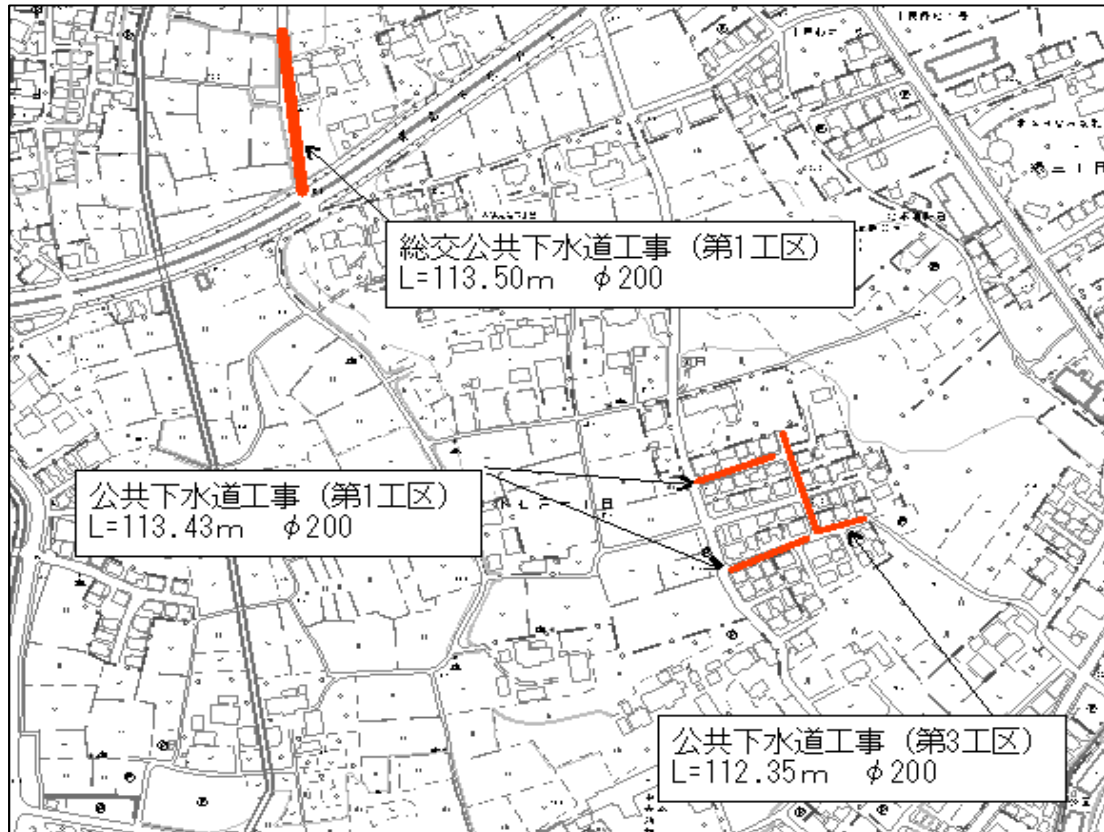 総交公共下水道工事（第1工区）
L=113.50m φ200
公共下水道工事（第1工区）
L=113.43m φ200
公共下水道工事（第3工区）
L=112.35m φ200